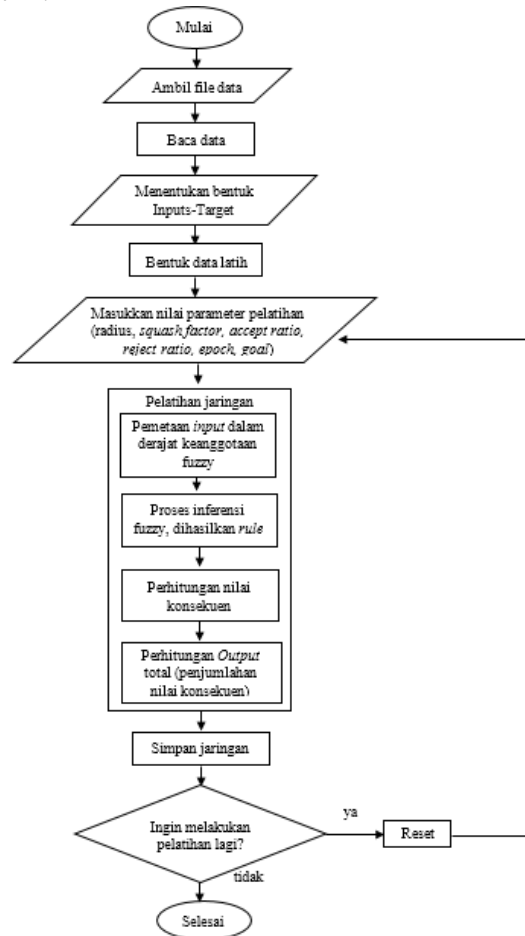 Mulai
Ambil file data
Baca data
Menentukan bentuk
Inputs-Target
Bentuk data latih
Masukkan nilai parameter pelatihan
(radius, squash factor, accept ratio,
reject ratio, epoch, goal)
Pelatihan jaringan
Pemetaan input dalam
derajat keanggotaan
fuzzy
Proses inferensi
fuzzy, dihasilkan rule
Perhitungan nilai
konsekuen
Perhitungan Output
total (penjumlahan
nilai konsekuen)
Simpan jaringan
Ingin melakukan
pelatihan lagi?
ya
Reset
tidak
Selesai